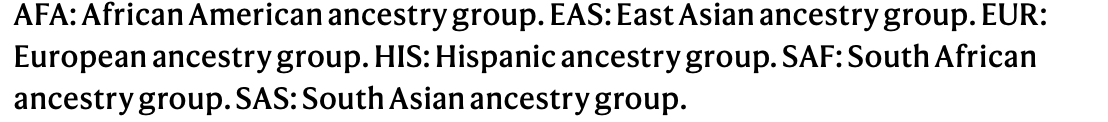 AFA: African American ancestry group. EAS: East Asian ancestry group. EUR:
European ancestry group. HIS: Hispanic ancestry group. SAF: South African
ancestry group. SAS: South Asian ancestry group.